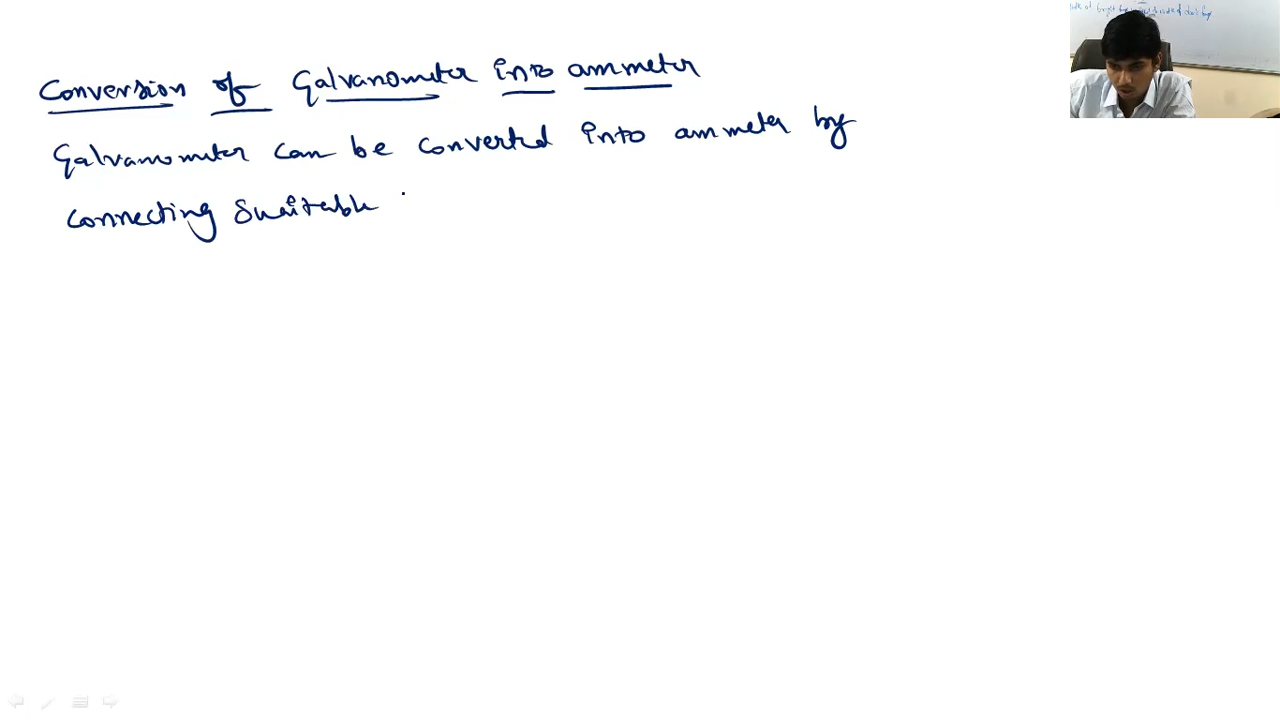 Conversion of Galvanometer into ammeter
Galvanometer can be converted into ammeter by
connecting suitable